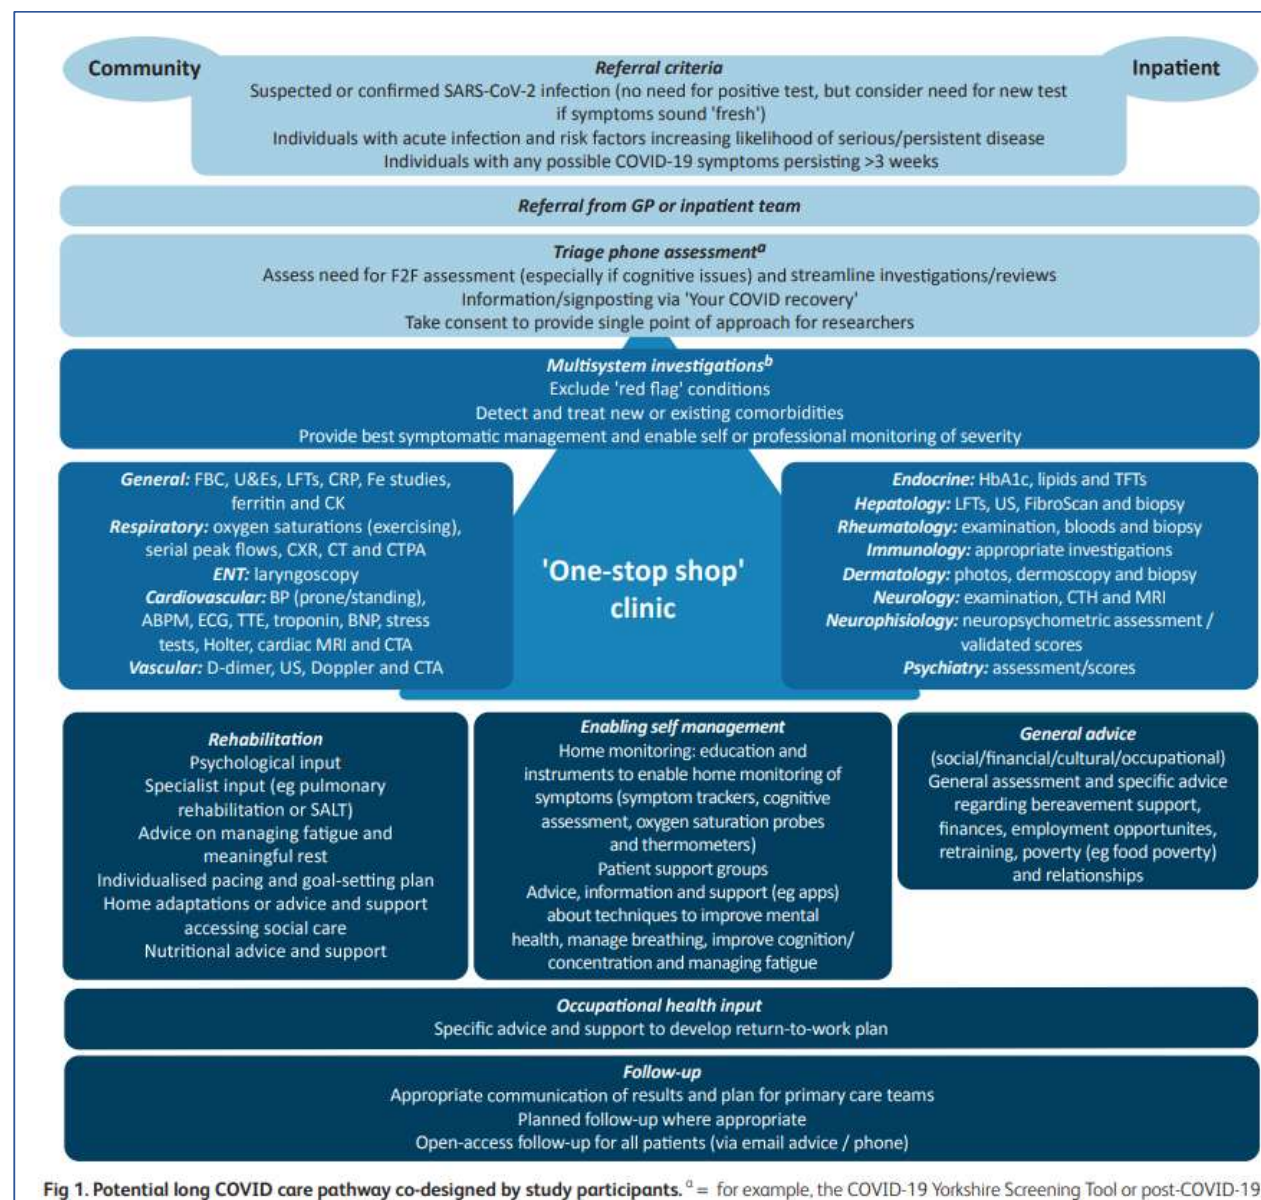 Community
Inpatient
Referral criteria
Suspected or confirmed SARS-CoV-2 infection (no need for positive test, but consider need for new test
if symptoms sound 'fresh')
Individuals with acute infection and risk factors increasing likelihood of serious/persistent disease
Individuals with any possible COVID-19 symptoms persisting >3 weeks
Referral from GP or inpatient team
Triage phone assessmentᵃ
Assess need for F2F assessment (especially if cognitive issues) and streamline investigations/reviews
Information/signposting via 'Your COVID recovery'
Take consent to provide single point of approach for researchers
Multisystem investigationsᵇ
Exclude 'red flag' conditions
Detect and treat new or existing comorbidities
Provide best symptomatic management and enable self or professional monitoring of severity
General: FBC, U&Es, LFTs, CRP, Fe studies,
ferritin and CK
Respiratory: oxygen saturations (exercising),
serial peak flows, CXR, CT and CTPA
ENT: laryngoscopy
Cardiovascular: BP (prone/standing),
ABPM, ECG, TTE, troponin, BNP, stress
tests, Holter, cardiac MRI and CTA
Vascular: D-dimer, US, Doppler and CTA
'One-stop shop'
clinic
Endocrine: HbA1c, lipids and TFTs
Hepatology: LFTs, US, FibroScan and biopsy
Rheumatology: examination, bloods and biopsy
Immunology: appropriate investigations
Dermatology: photos, dermoscopy and biopsy
Neurology: examination, CTH and MRI
Neurophisiology: neuropsychometric assessment /
validated scores
Psychiatry: assessment/scores
Rehabilitation
Psychological input
Specialist input (eg pulmonary
rehabilitation or SALT)
Advice on managing fatigue and
meaningful rest
Individualised pacing and goal-setting plan
Home adaptations or advice and support
accessing social care
Nutritional advice and support
Enabling self management
Home monitoring: education and
instruments to enable home monitoring of
symptoms (symptom trackers, cognitive
assessment, oxygen saturation probes
and thermometers)
Patient support groups
Advice, information and support (eg apps)
about techniques to improve mental
health, manage breathing, improve cognition/
concentration and managing fatigue
General advice
(social/financial/cultural/occupational)
General assessment and specific advice
regarding bereavement support,
finances, employment opportunites,
retraining, poverty (eg food poverty)
and relationships
Occupational health input
Specific advice and support to develop return-to-work plan
Follow-up
Appropriate communication of results and plan for primary care teams
Planned follow-up where appropriate
Open-access follow-up for all patients (via email advice / phone)
Fig 1. Potential long COVID care pathway co-designed by study participants. ᵃ = for example, the COVID-19 Yorkshire Screening Tool or post-COVID-19